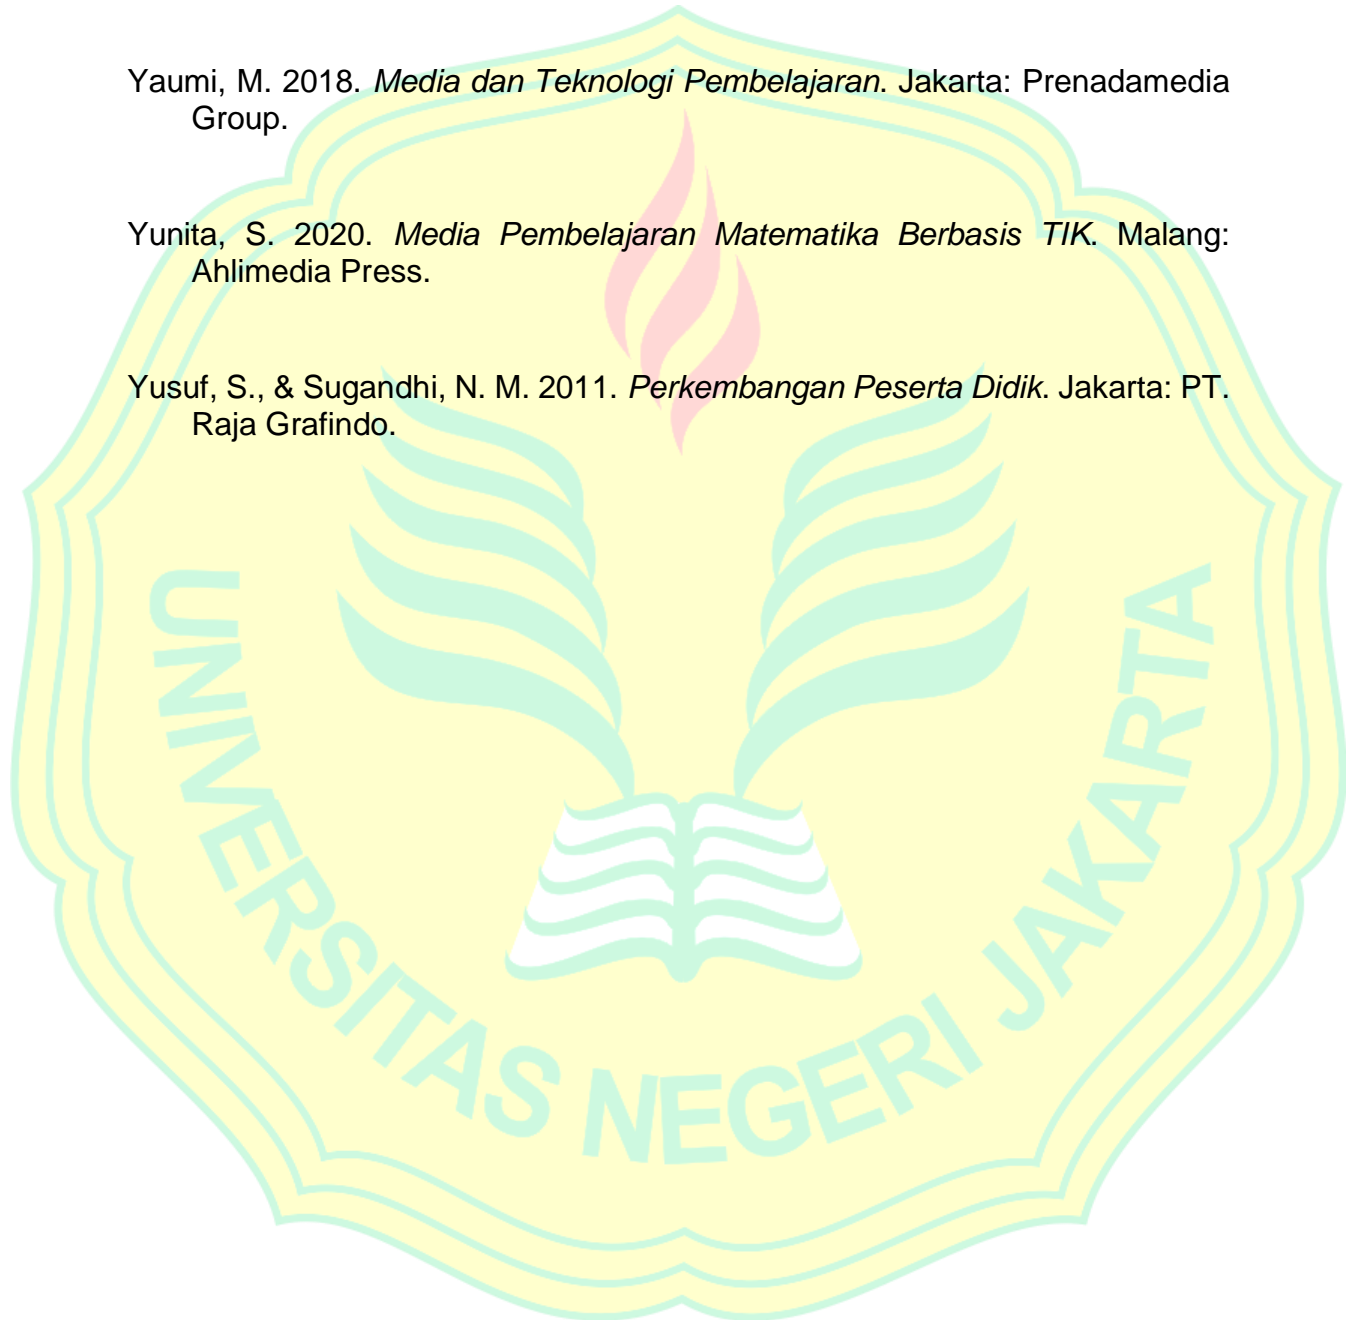 Yaumi, M. 2018. Media dan Teknologi Pembelajaran. Jakarta: Prenadamedia
Group.
Yunita, S. 2020. Media Pembelajaran Matematika Berbasis TIK. Malang:
Ahlimedia Press.
Yusuf, S., & Sugandhi, N. M. 2011. Perkembangan Peserta Didik. Jakarta: PT.
Raja Grafindo.
UNIVERSITAS NEGERI JAKARTA